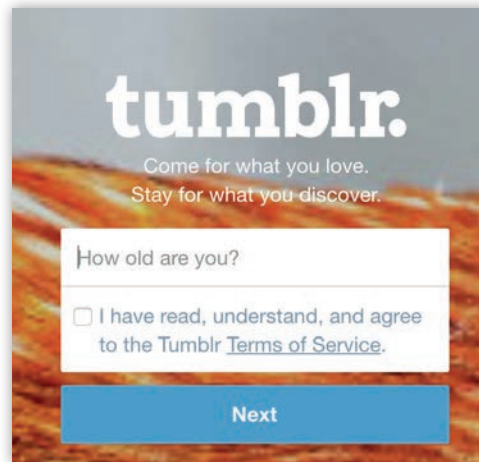 tumblr.
Come for what you love.
Stay for what you discover.
How old are you?
I have read, understand, and agree
to the Tumblr Terms of Service.
Next